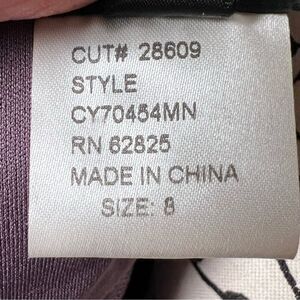 CUT# 28609
STYLE
CY70454MN
RN 62825
MADE IN CHINA
SIZE: 8